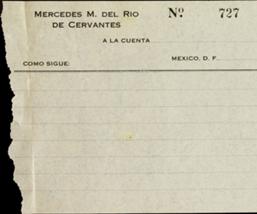 MERCEDES M. DEL RIO Nº 727
DE CERVANTES
A LA CUENTA
COMO SIGUE: MEXICO, D. F.